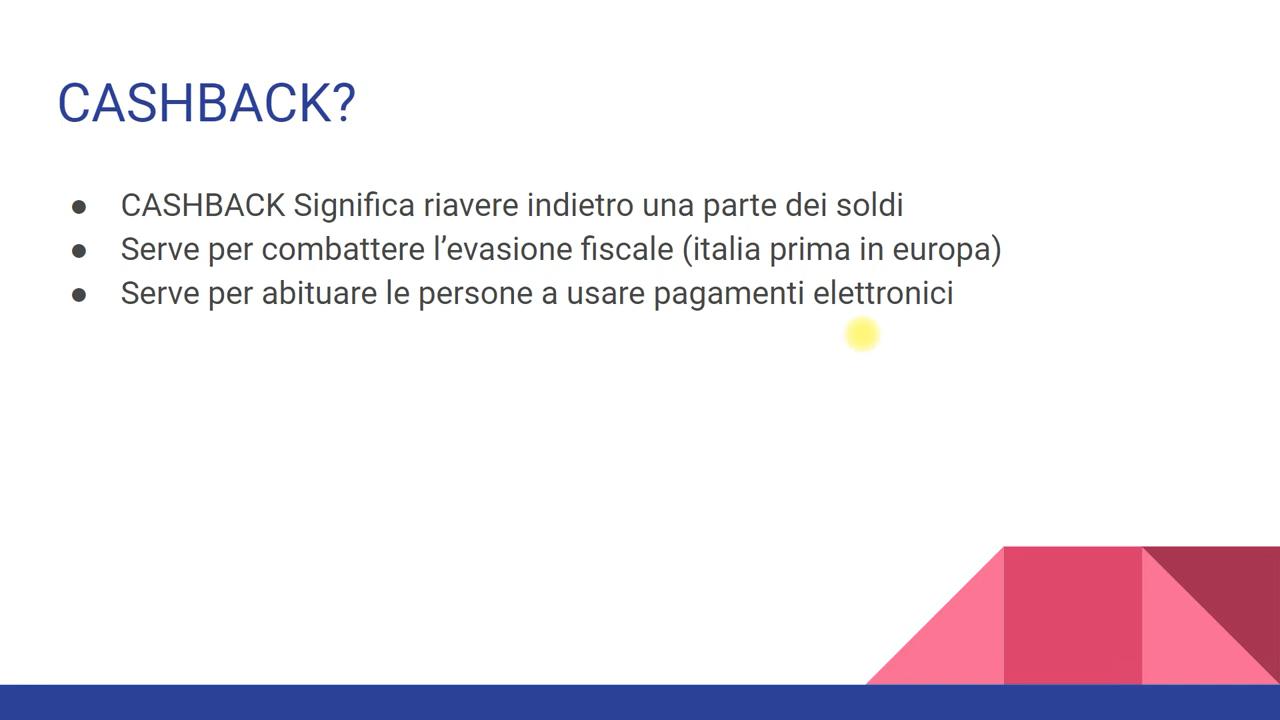 CASHBACK?
● CASHBACK Significa riavere indietro una parte dei soldi
● Serve per combattere l’evasione fiscale (italia prima in europa)
● Serve per abituare le persone a usare pagamenti elettronici